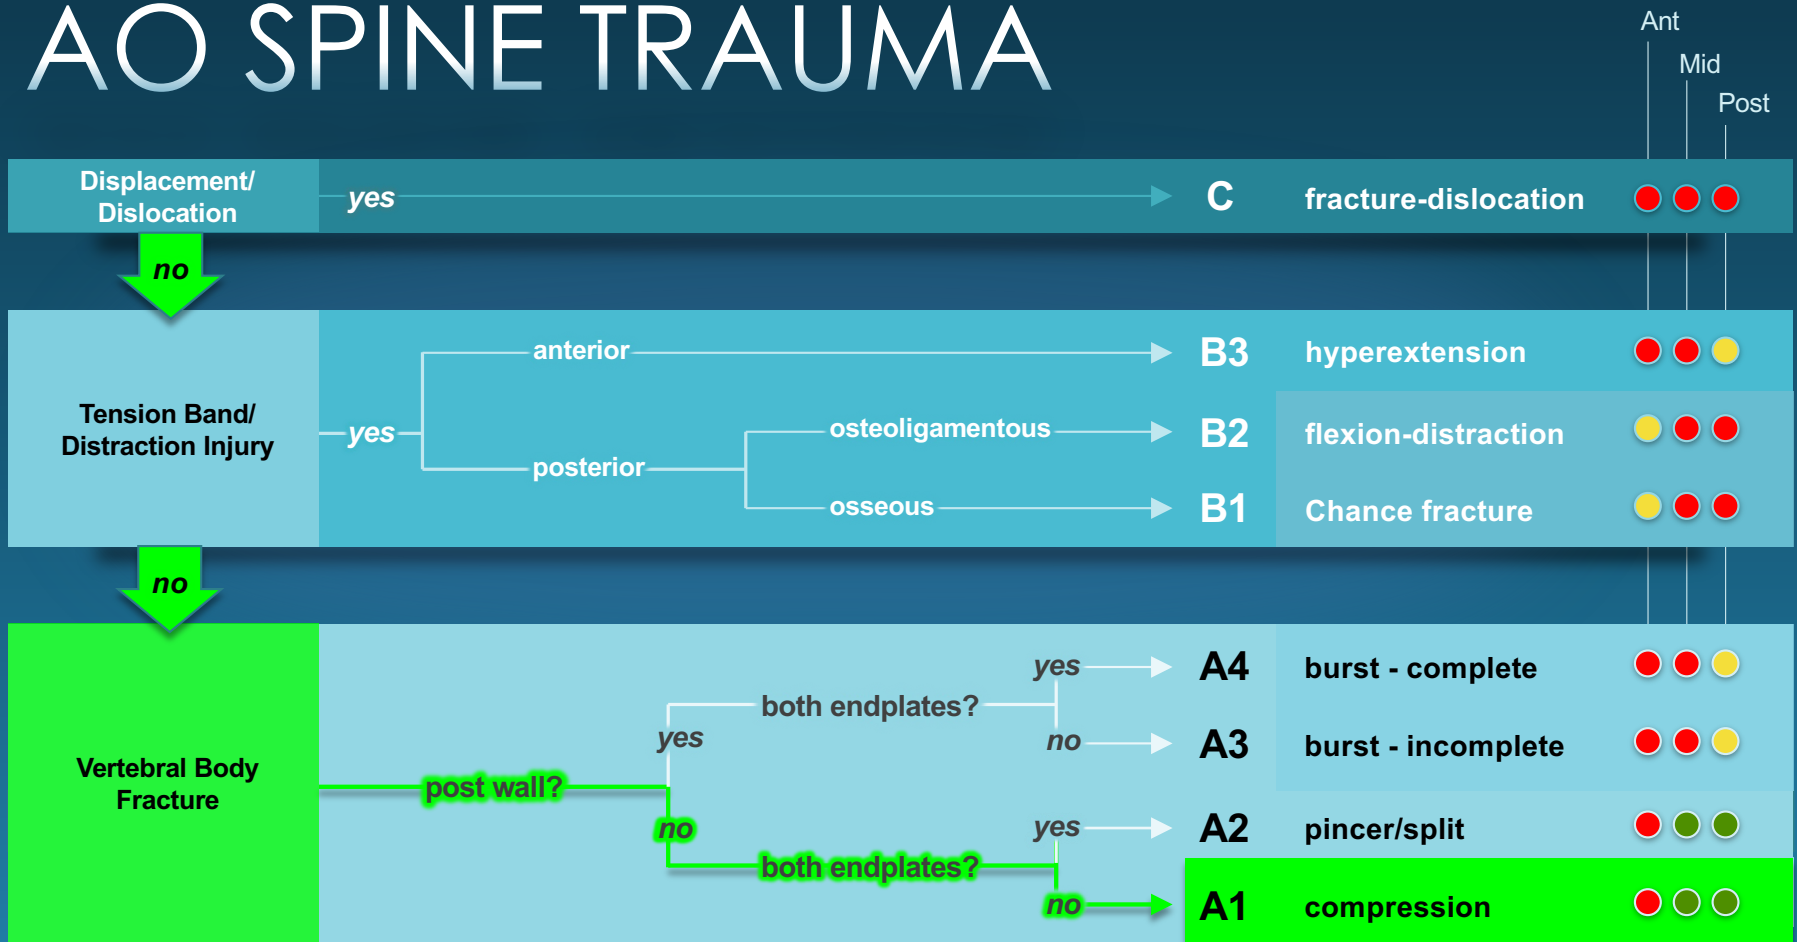 AO SPINE TRAUMA
Ant
Mid
Post
Displacement/
Dislocation
yes
C
fracture-dislocation
no
Tension Band/
Distraction Injury
yes
anterior
B3
hyperextension
posterior
osteoligamentous
B2
flexion-distraction
osseous
B1
Chance fracture
no
Vertebral Body
Fracture
post wall?
yes
both endplates?
yes
A4
burst - complete
no
A3
burst - incomplete
no
both endplates?
yes
A2
pincer/split
no
A1
compression